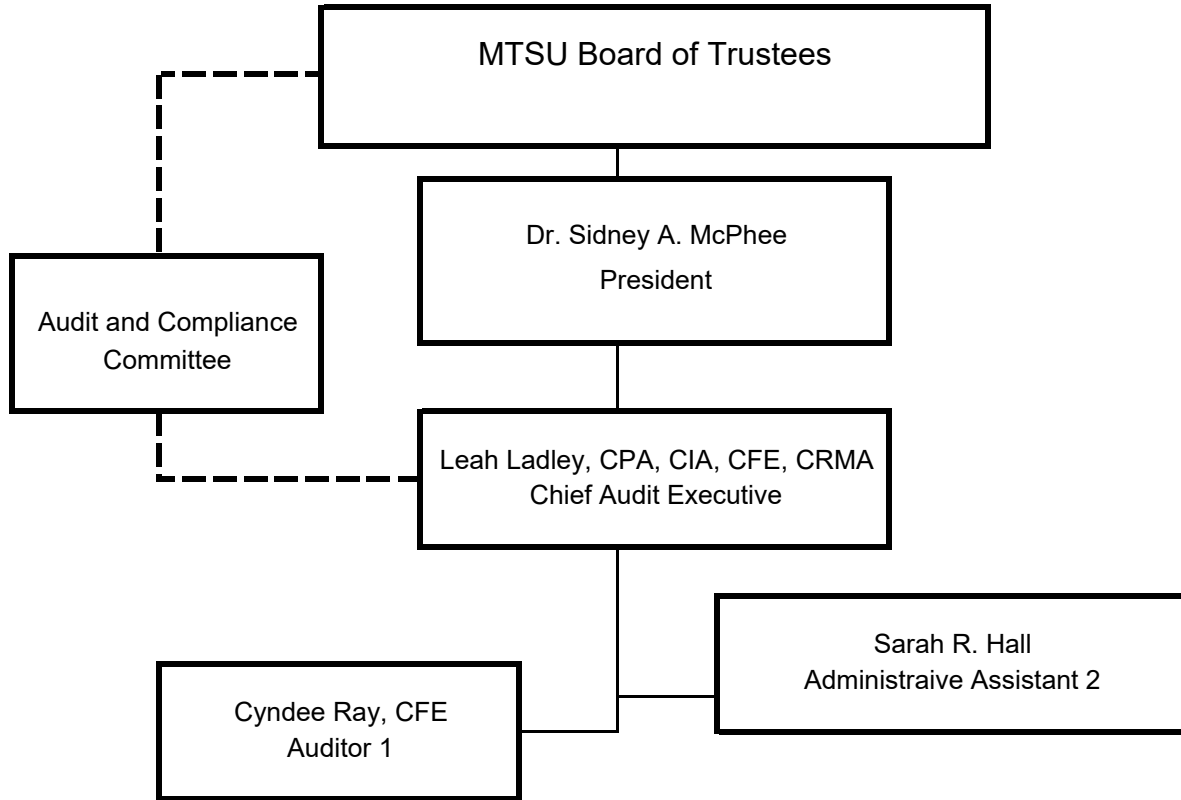 MTSU Board of Trustees
Dr. Sidney A. McPhee
President
Audit and Compliance
Committee
Leah Ladley, CPA, CIA, CFE, CRMA
Chief Audit Executive
Sarah R. Hall
Administraive Assistant 2
Cyndee Ray, CFE
Auditor 1